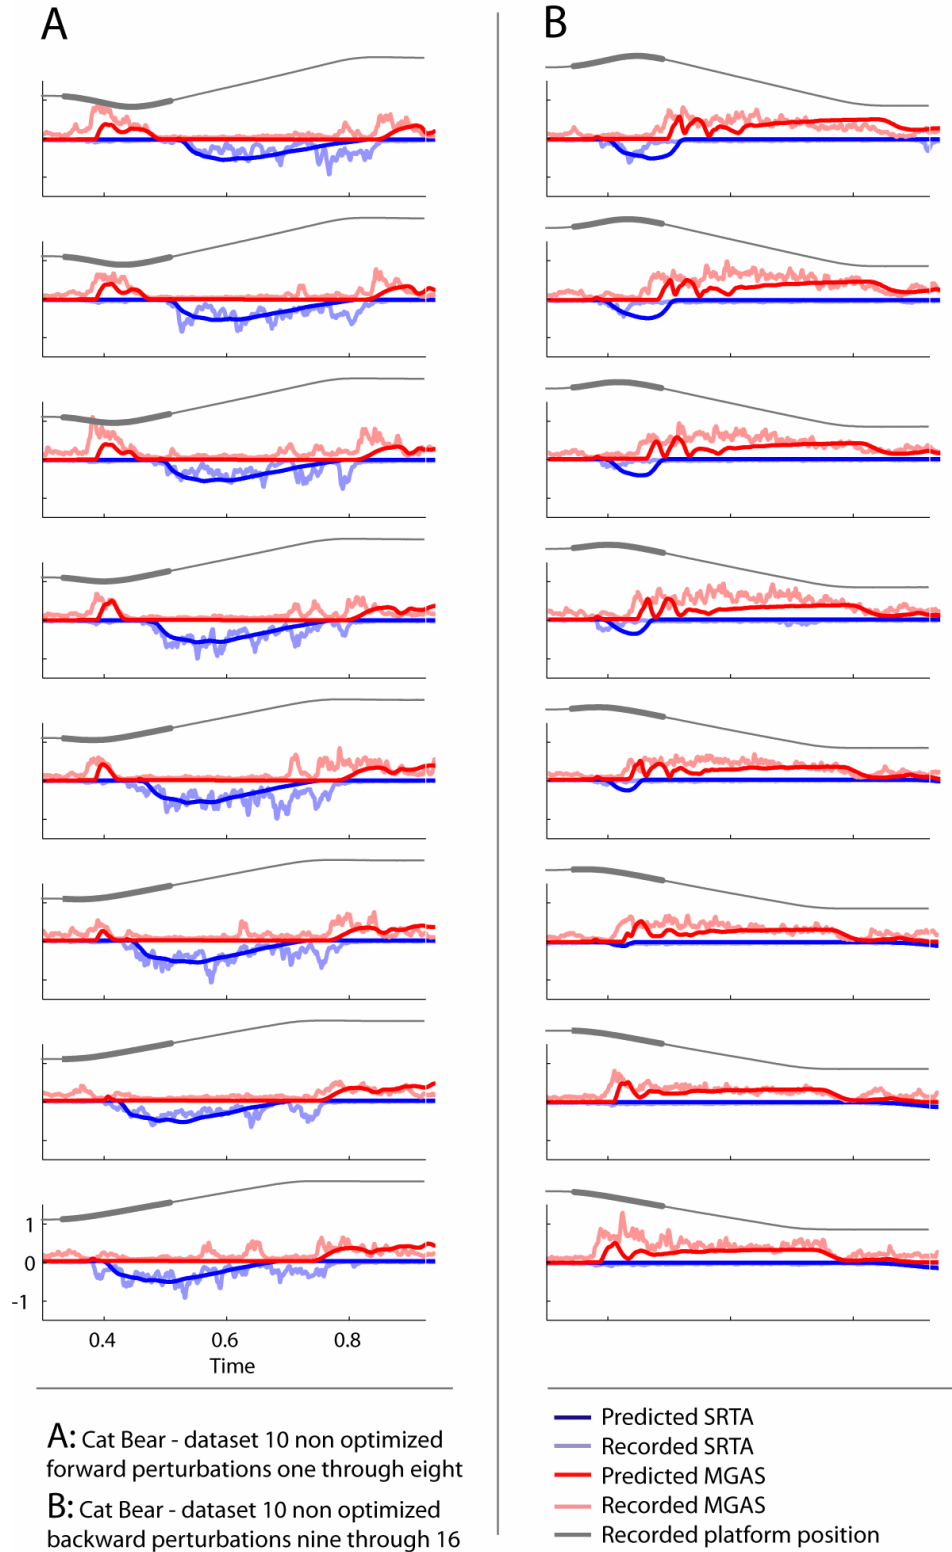 A
B
1
0
-1
0.4 0.6 0.8
Time
A: Cat Bear - dataset 10 non optimized
forward perturbations one through eight
B: Cat Bear - dataset 10 non optimized
backward perturbations nine through 16
Predicted SRTA
Recorded SRTA
Predicted MGAS
Recorded MGAS
Recorded platform position